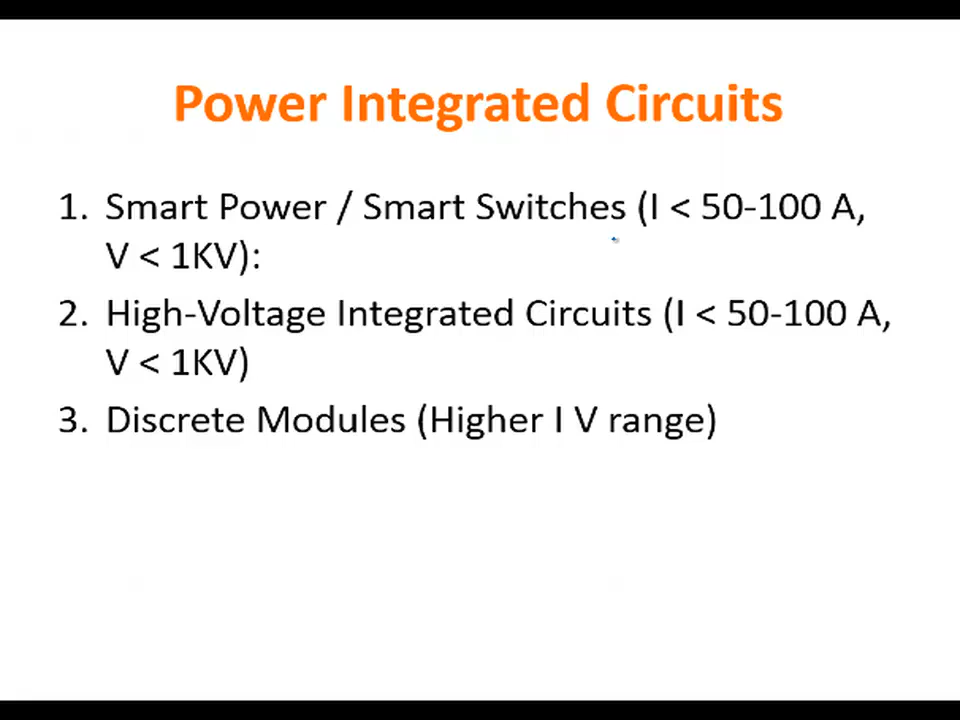 Power Integrated Circuits
1. Smart Power / Smart Switches (I < 50-100 A,
V < 1KV):
2. High-Voltage Integrated Circuits (I < 50-100 A,
V < 1KV)
3. Discrete Modules (Higher I V range)